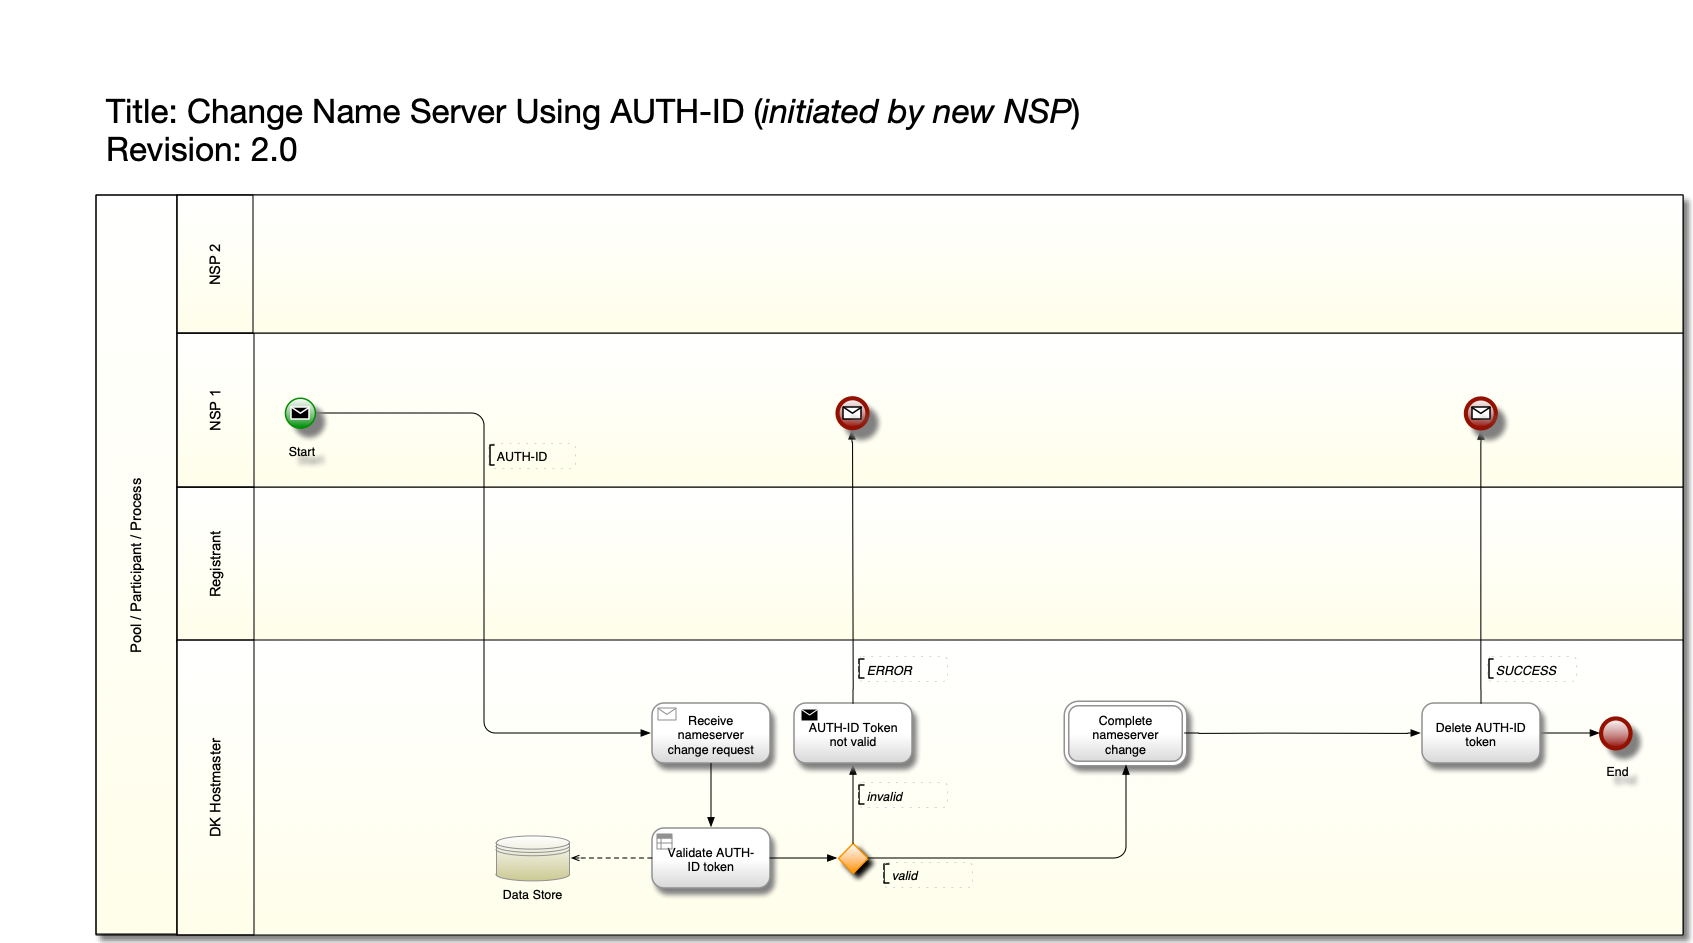 Title: Change Name Server Using AUTH-ID (initiated by new NSP)
Revision: 2.0
Pool / Participant / Process
NSP 2
NSP 1
Start
AUTH-ID
Registrant
DK Hostmaster
ERROR
SUCCESS
Receive
nameserver
change request
AUTH-ID Token
not valid
Complete
nameserver
change
Delete AUTH-ID
token
End
invalid
Validate AUTH-
ID token
valid
Data Store